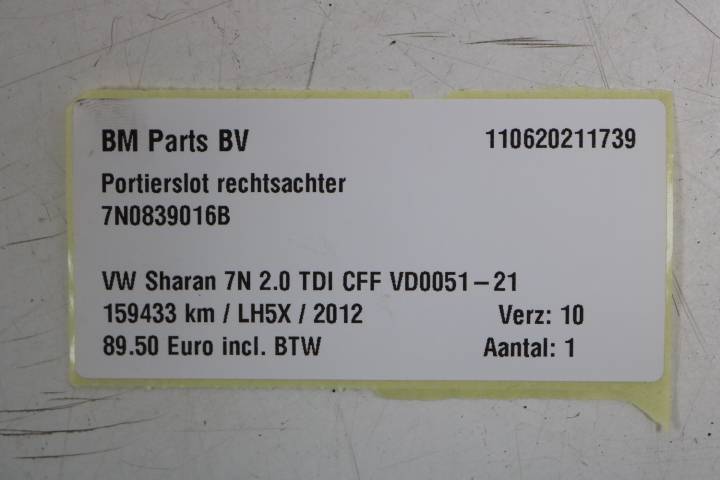 BM Parts BV 110620211739
Portierslot rechtsachter
7N0839016B
VW Sharan 7N 2.0 TDI CFF VD0051-21
159433 km / LH5X / 2012 Verz: 10
89.50 Euro incl. BTW Aantal: 1